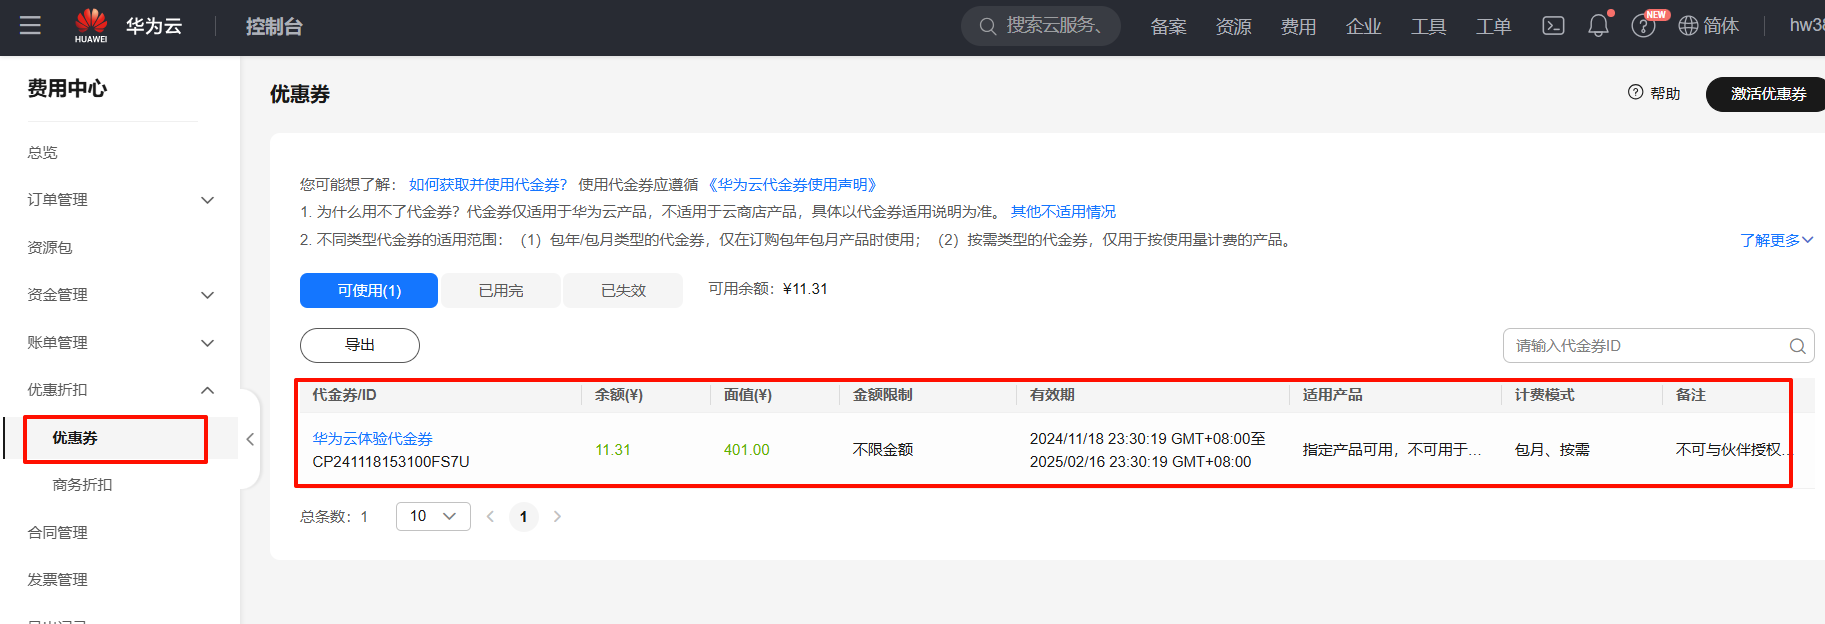 HUAWEI
华为云
控制台
搜索云服务、
备案
资源
费用
企业
工具
工单
NEW
简体
费用中心
总览
订单管理
资源包
资金管理
账单管理
优惠折扣
优惠券
商务折扣
合同管理
发票管理
优惠券
帮助
激活优惠券
您可能想了解： 如何获取并使用代金券？ 使用代金券应遵循 《华为云代金券使用声明》
1. 为什么用不了代金券？代金券仅适用于华为云产品，不适用于云商店产品，具体以代金券适用说明为准。 其他不适用情况
2. 不同类型代金券的适用范围：（1）包年/包月类型的代金券，仅在订购包年包月产品时使用；（2）按需类型的代金券，仅用于按使用量计费的产品。
了解更多
可使用(1)
已用完
已失效
可用余额：¥11.31
导出
请输入代金券ID
代金券/ID
余额(¥)
面值(¥)
金额限制
有效期
适用产品
计费模式
备注
华为云体验代金券
CP241118153100FS7U
11.31
401.00
不限金额
2024/11/18 23:30:19 GMT+08:00至
2025/02/16 23:30:19 GMT+08:00
指定产品可用，不可用于...
包月、按需
不可与伙伴授权...
总条数：1
10
1